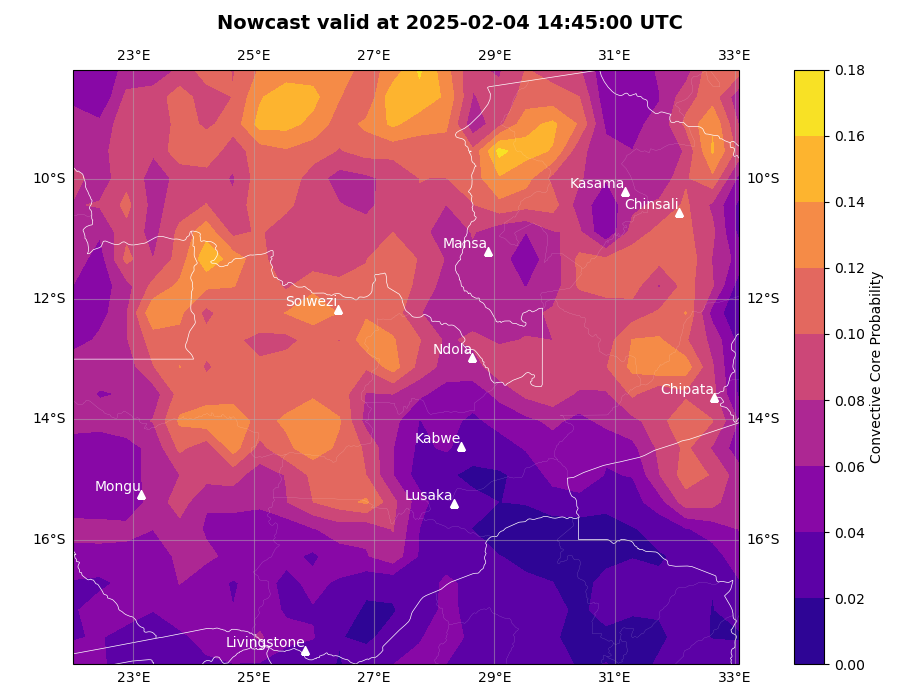 Nowcast valid at 2025-02-04 14:45:00 UTC
23°E 25°E 27°E 29°E 31°E 33°E
0.18
0.16
0.14
0.12
0.10
0.08
0.06
0.04
0.02
0.00
Convective Core Probability
10°S 10°S
12°S 12°S
14°S 14°S
16°S 16°S
Kasama
Chinsali
Mansa
Solwezi
Ndola
Chipata
Kabwe
Mongu
Lusaka
Livingstone
23°E 25°E 27°E 29°E 31°E 33°E